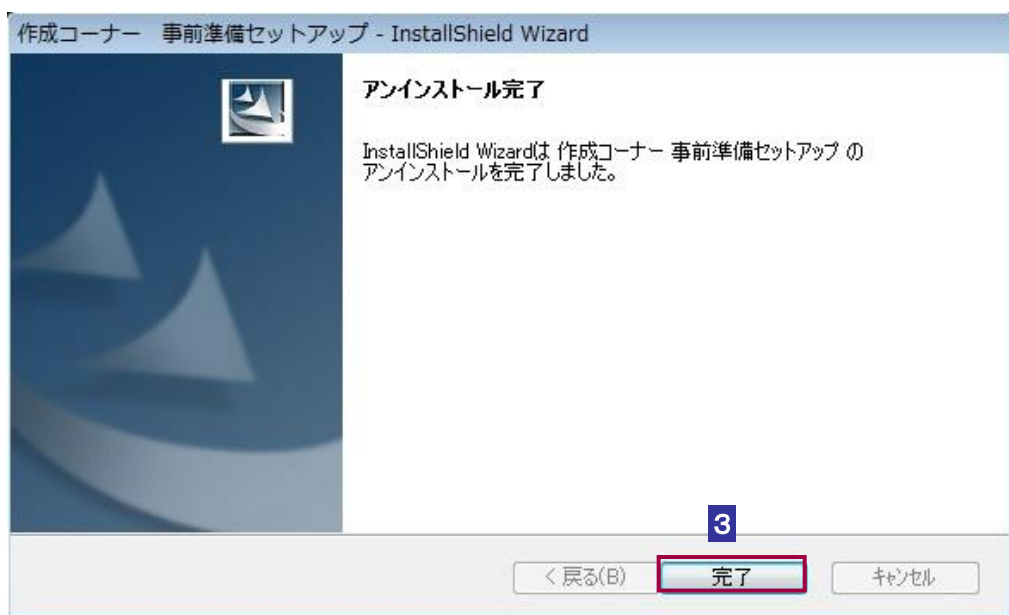 作成コーナー　事前準備セットアップ - InstallShield Wizard
アンインストール完了
InstallShield Wizardは 作成コーナー 事前準備セットアップ の
アンインストールを完了しました。
3
< 戻る(B)
完了
キャンセル